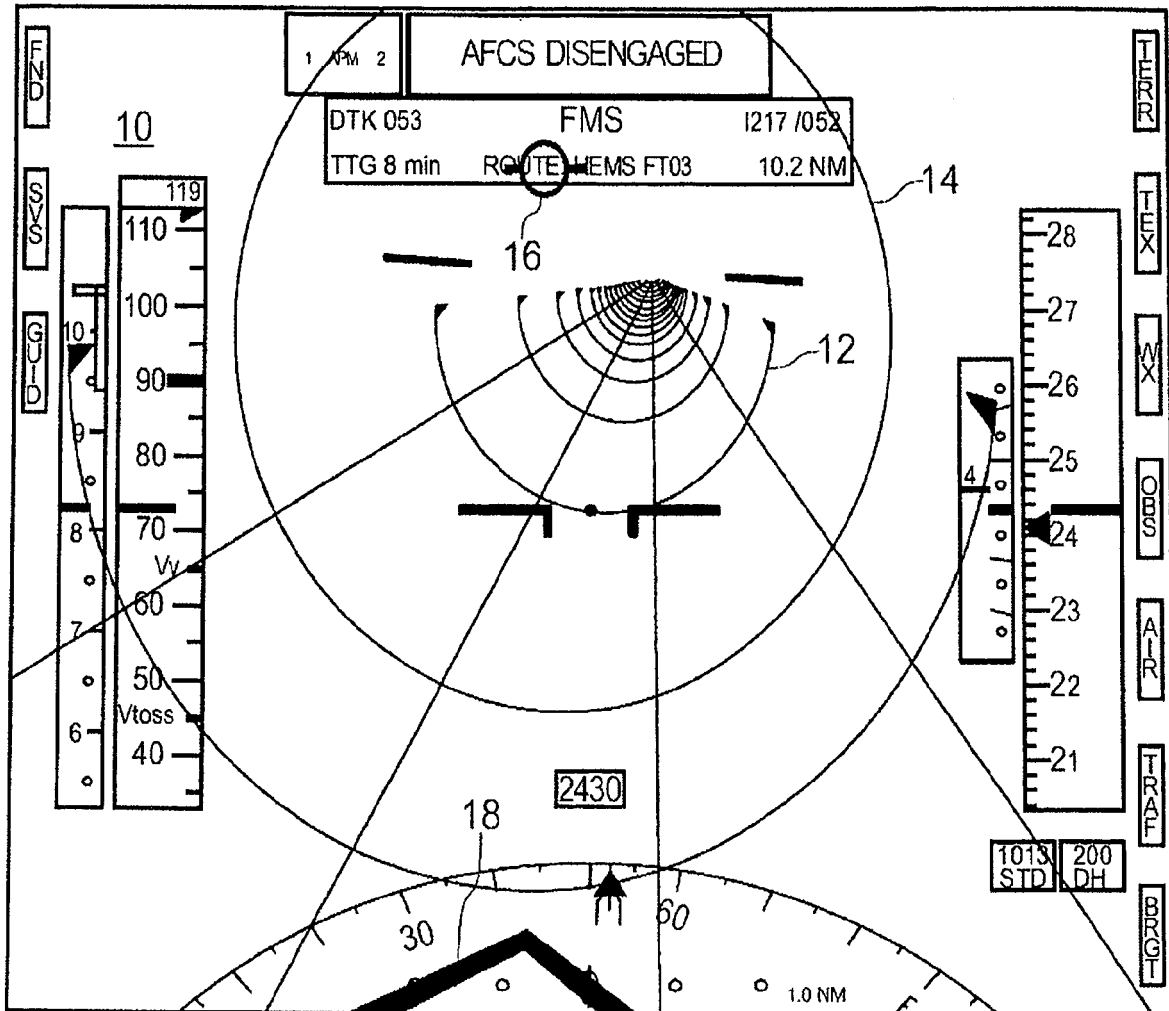 FND
SVS
GUID
10
1 APM 2
AFCS DISENGAGED
DTK 053 FMS I217 /052
TTG 8 min ROUTE HEMS FT03 10.2 NM
16
14
12
18
119
110
100
90
80
70
Vy
60
50
Vtoss
40
10
9
8
7
6
4
28
27
26
25
24
23
22
21
2430
1013
STD
200
DH
30
60
1.0 NM
E
TERR
TEX
WX
OBS
AIR
TRAF
BRGT